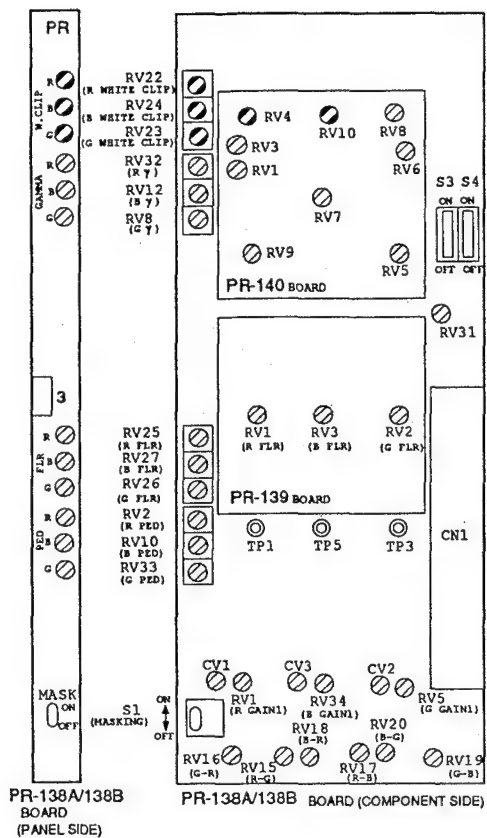 PR
R
B
G
W.CLIP
R
B
G
GAMMA
3
R
B
G
FLR
R
B
G
PED
MASK
ON
OFF
PR-138A/138B
BOARD
(PANEL SIDE)
RV22
(R WHITE CLIP)
RV24
(B WHITE CLIP)
RV23
(G WHITE CLIP)
RV32
(R γ)
RV12
(B γ)
RV8
(G γ)
RV25
(R FLR)
RV27
(B FLR)
RV26
(G FLR)
RV2
(R PED)
RV10
(B PED)
RV33
(G PED)
S1
(MASKING)
ON
OFF
RV4
RV10
RV8
RV3
RV1
RV6
RV7
RV9
RV5
PR-140 BOARD
S3 S4
ON ON
OFF OFF
RV31
RV1
(R FLR)
RV3
(B FLR)
RV2
(G FLR)
PR-139 BOARD
TP1
TP5
TP3
CN1
CV1
RV1
(R GAIN1)
CV3
RV34
(B GAIN1)
CV2
RV5
(G GAIN1)
RV16
(G-R)
RV15
(R-G)
RV18
(B-R)
RV17
(R-B)
RV20
(B-G)
RV19
(G-B)
PR-138A/138B BOARD (COMPONENT SIDE)